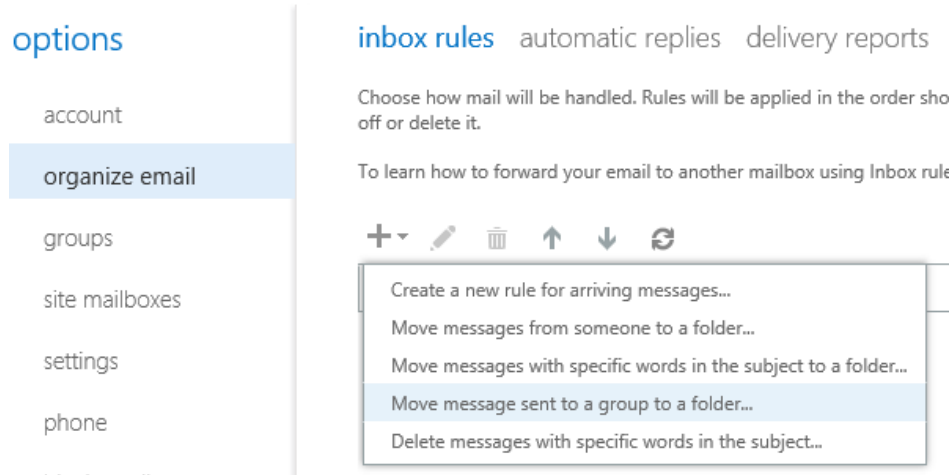 options
account
organize email
groups
site mailboxes
settings
phone
inbox rules automatic replies delivery reports
Choose how mail will be handled. Rules will be applied in the order
off or delete it.
To learn how to forward your email to another mailbox using Inbox
Create a new rule for arriving messages...
Move messages from someone to a folder...
Move messages with specific words in the subject to a folder...
Move message sent to a group to a folder...
Delete messages with specific words in the subject...